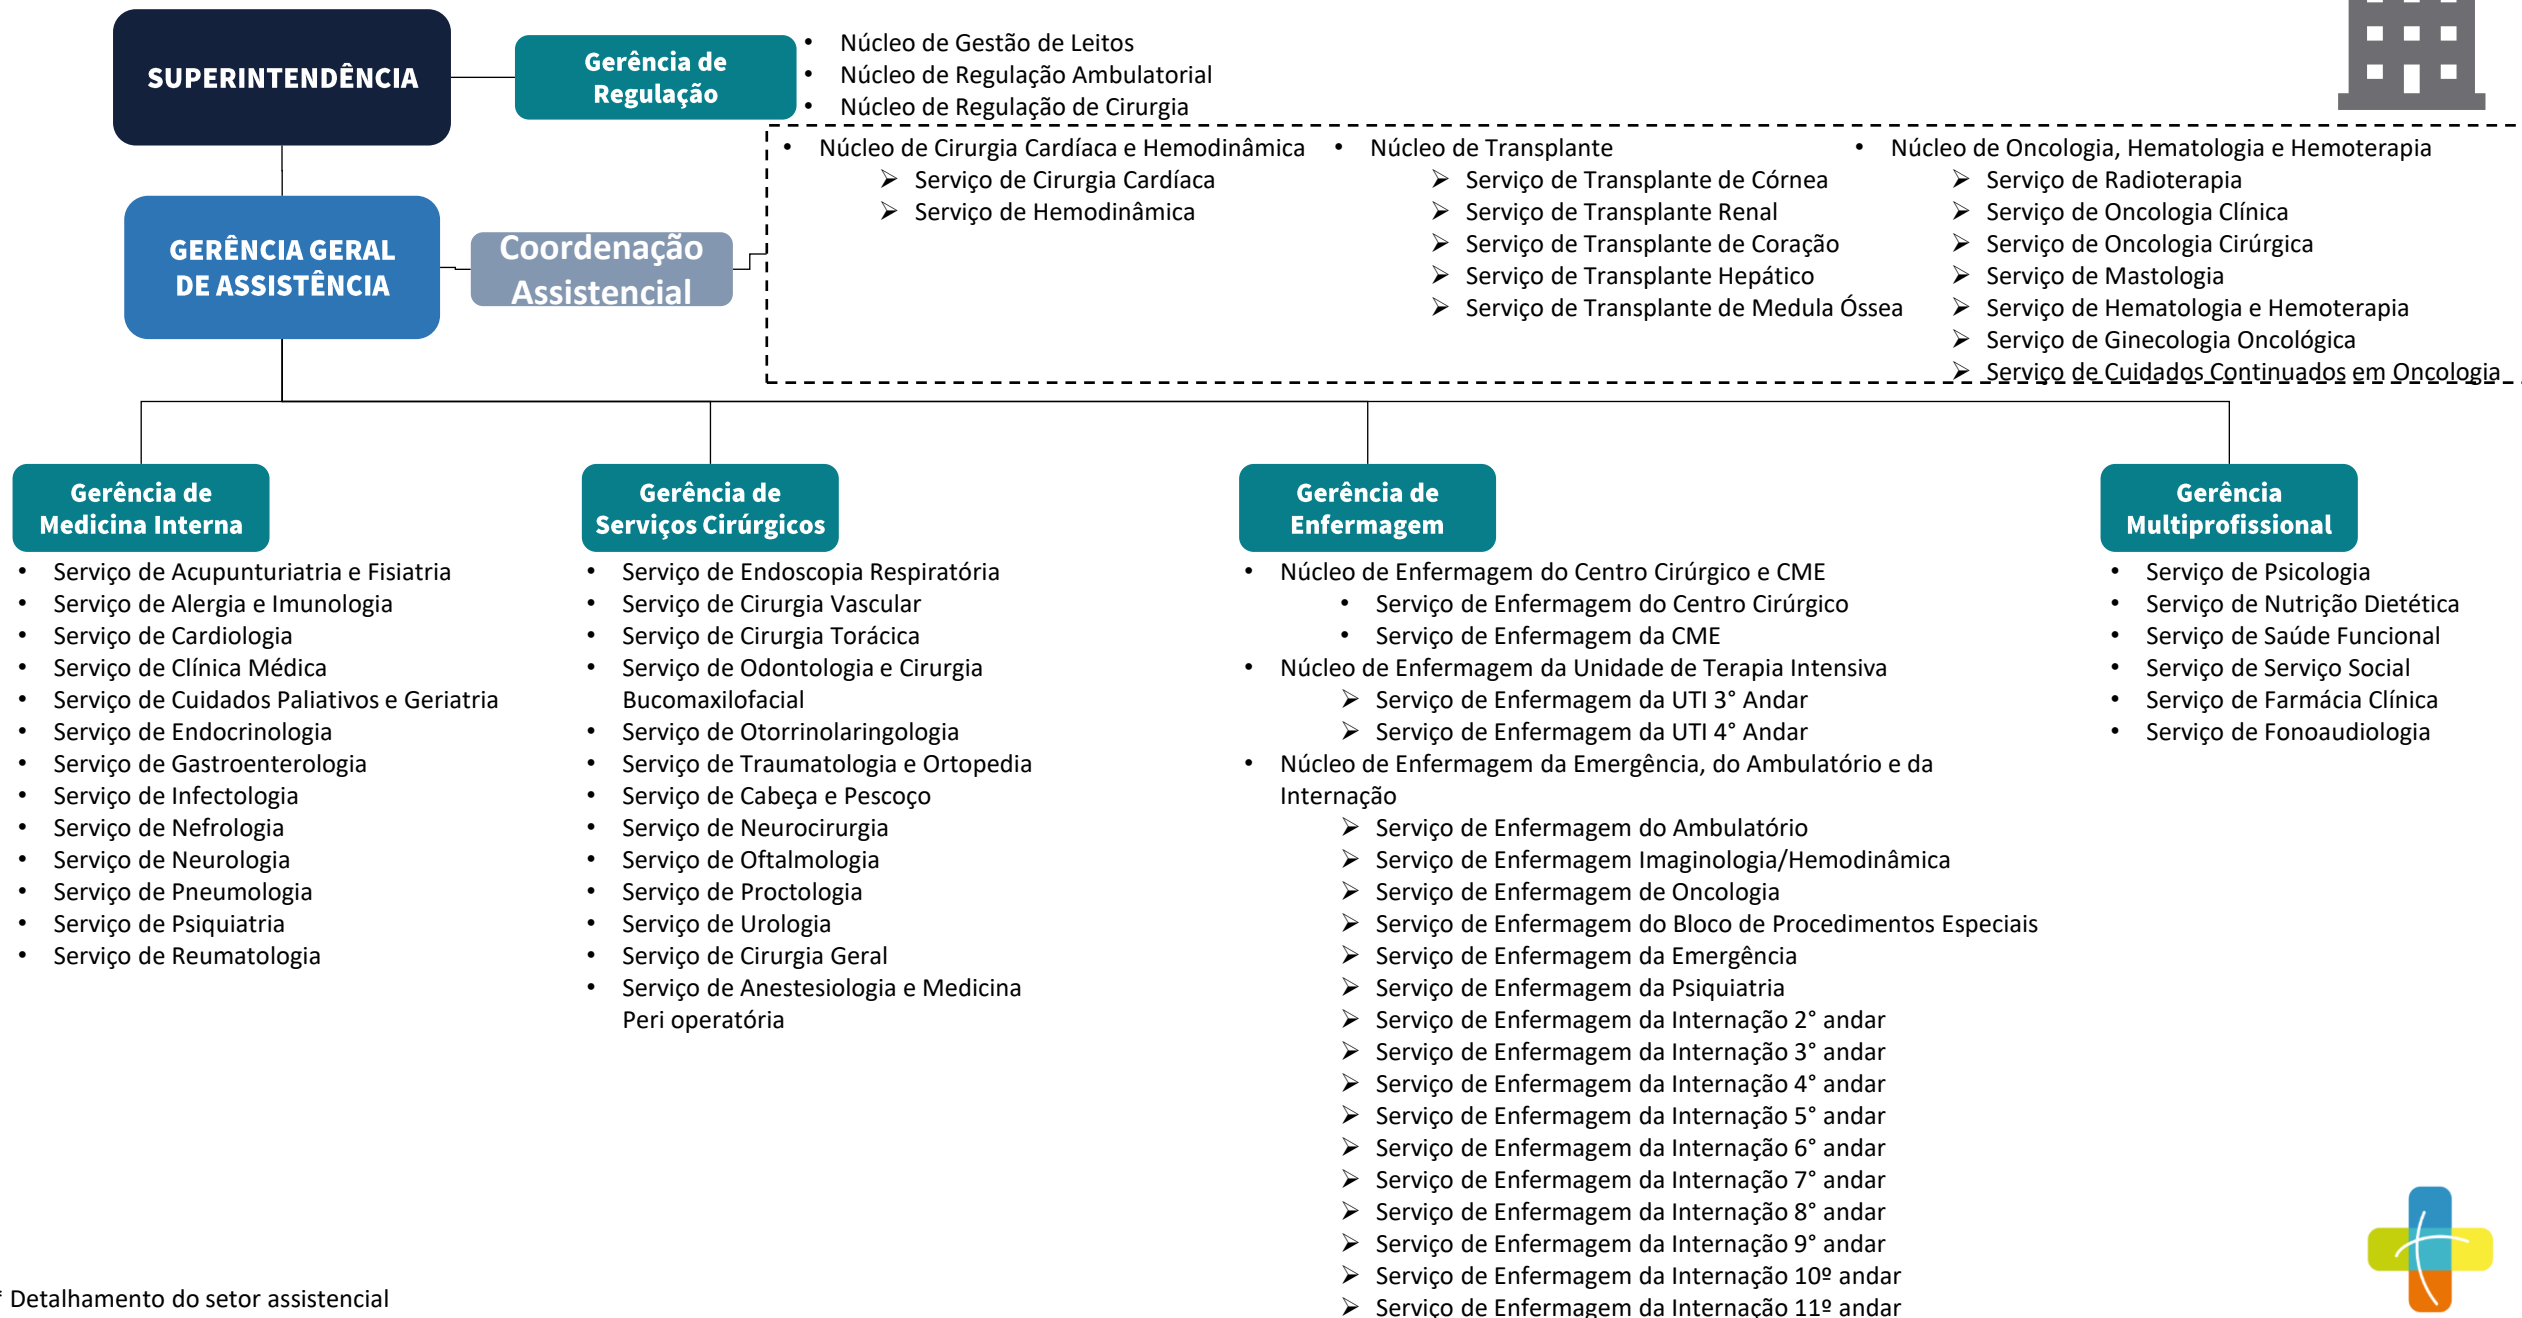 SUPERINTENDÊNCIA
Gerência de
Regulação
• Núcleo de Gestão de Leitos
• Núcleo de Regulação Ambulatorial
• Núcleo de Regulação de Cirurgia
GERÊNCIA GERAL
DE ASSISTÊNCIA
Coordenação
Assistencial
• Núcleo de Cirurgia Cardíaca e Hemodinâmica
➢ Serviço de Cirurgia Cardíaca
➢ Serviço de Hemodinâmica
• Núcleo de Transplante
➢ Serviço de Transplante de Córnea
➢ Serviço de Transplante Renal
➢ Serviço de Transplante de Coração
➢ Serviço de Transplante Hepático
➢ Serviço de Transplante de Medula Óssea
• Núcleo de Oncologia, Hematologia e Hemoterapia
➢ Serviço de Radioterapia
➢ Serviço de Oncologia Clínica
➢ Serviço de Oncologia Cirúrgica
➢ Serviço de Mastologia
➢ Serviço de Hematologia e Hemoterapia
➢ Serviço de Ginecologia Oncológica
➢ Serviço de Cuidados Continuados em Oncologia
Gerência de
Medicina Interna
• Serviço de Acupunturiatria e Fisiatria
• Serviço de Alergia e Imunologia
• Serviço de Cardiologia
• Serviço de Clínica Médica
• Serviço de Cuidados Paliativos e Geriatria
• Serviço de Endocrinologia
• Serviço de Gastroenterologia
• Serviço de Infectologia
• Serviço de Nefrologia
• Serviço de Neurologia
• Serviço de Pneumologia
• Serviço de Psiquiatria
• Serviço de Reumatologia
Gerência de
Serviços Cirúrgicos
• Serviço de Endoscopia Respiratória
• Serviço de Cirurgia Vascular
• Serviço de Cirurgia Torácica
• Serviço de Odontologia e Cirurgia
Bucomaxilofacial
• Serviço de Otorrinolaringologia
• Serviço de Traumatologia e Ortopedia
• Serviço de Cabeça e Pescoço
• Serviço de Neurocirurgia
• Serviço de Oftalmologia
• Serviço de Proctologia
• Serviço de Urologia
• Serviço de Cirurgia Geral
• Serviço de Anestesiologia e Medicina
Peri operatória
Gerência de
Enfermagem
• Núcleo de Enfermagem do Centro Cirúrgico e CME
• Serviço de Enfermagem do Centro Cirúrgico
• Serviço de Enfermagem da CME
• Núcleo de Enfermagem da Unidade de Terapia Intensiva
➢ Serviço de Enfermagem da UTI 3° Andar
➢ Serviço de Enfermagem da UTI 4° Andar
• Núcleo de Enfermagem da Emergência, do Ambulatório e da
Internação
➢ Serviço de Enfermagem do Ambulatório
➢ Serviço de Enfermagem Imaginologia/Hemodinâmica
➢ Serviço de Enfermagem de Oncologia
➢ Serviço de Enfermagem do Bloco de Procedimentos Especiais
➢ Serviço de Enfermagem da Emergência
➢ Serviço de Enfermagem da Psiquiatria
➢ Serviço de Enfermagem da Internação 2° andar
➢ Serviço de Enfermagem da Internação 3° andar
➢ Serviço de Enfermagem da Internação 4° andar
➢ Serviço de Enfermagem da Internação 5° andar
➢ Serviço de Enfermagem da Internação 6° andar
➢ Serviço de Enfermagem da Internação 7° andar
➢ Serviço de Enfermagem da Internação 8° andar
➢ Serviço de Enfermagem da Internação 9° andar
➢ Serviço de Enfermagem da Internação 10º andar
➢ Serviço de Enfermagem da Internação 11º andar
Gerência
Multiprofissional
• Serviço de Psicologia
• Serviço de Nutrição Dietética
• Serviço de Saúde Funcional
• Serviço de Serviço Social
• Serviço de Farmácia Clínica
• Serviço de Fonoaudiologia
* Detalhamento do setor assistencial